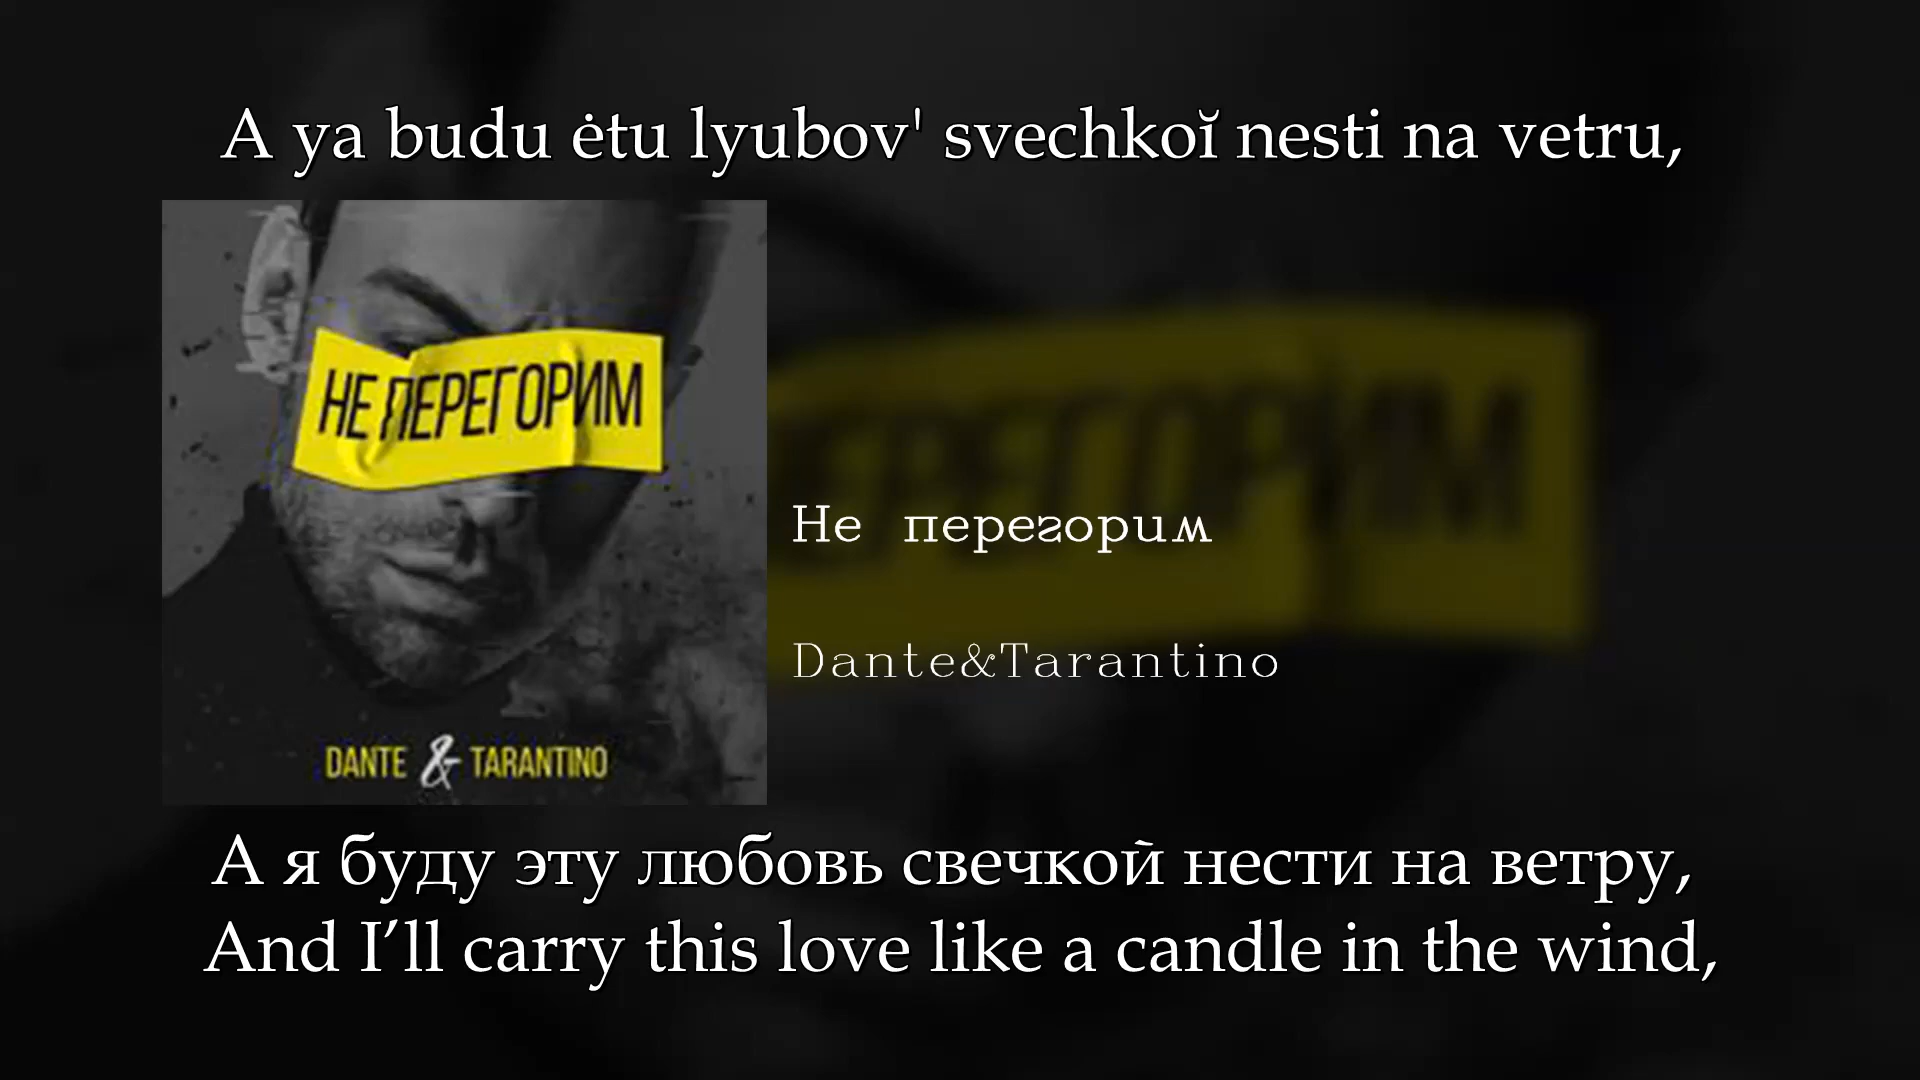 A ya budu ėtu lyubov' svechkoĭ nesti na vetru,
НЕ ПЕРЕГОРИМ
Не перегорим
Dante&Tarantino
DANTE & TARANTINO
А я буду эту любовь свечкой нести на ветру,
And I’ll carry this love like a candle in the wind,